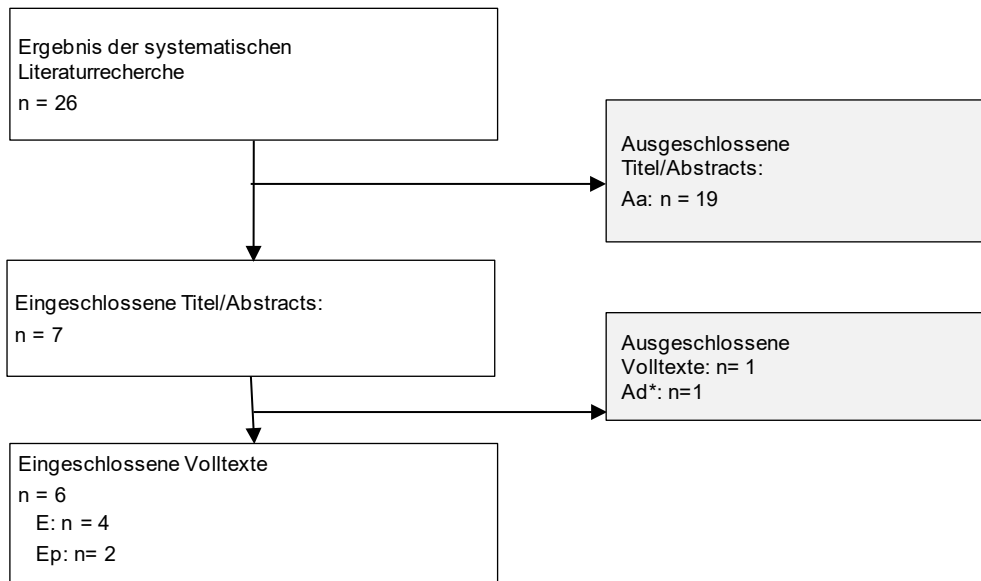 Ergebnis der systematischen
Literaturrecherche
n = 26
Ausgeschlossene
Titel/Abstracts:
Aa: n = 19
Eingeschlossene Titel/Abstracts:
n = 7
Ausgeschlossene
Volltexte: n= 1
Ad*: n=1
Eingeschlossene Volltexte
n = 6
E: n = 4
Ep: n= 2